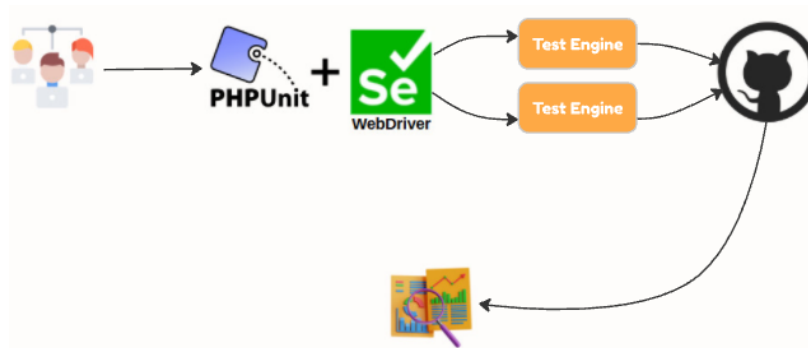 PHPUnit
+
Se
WebDriver
Test Engine
Test Engine